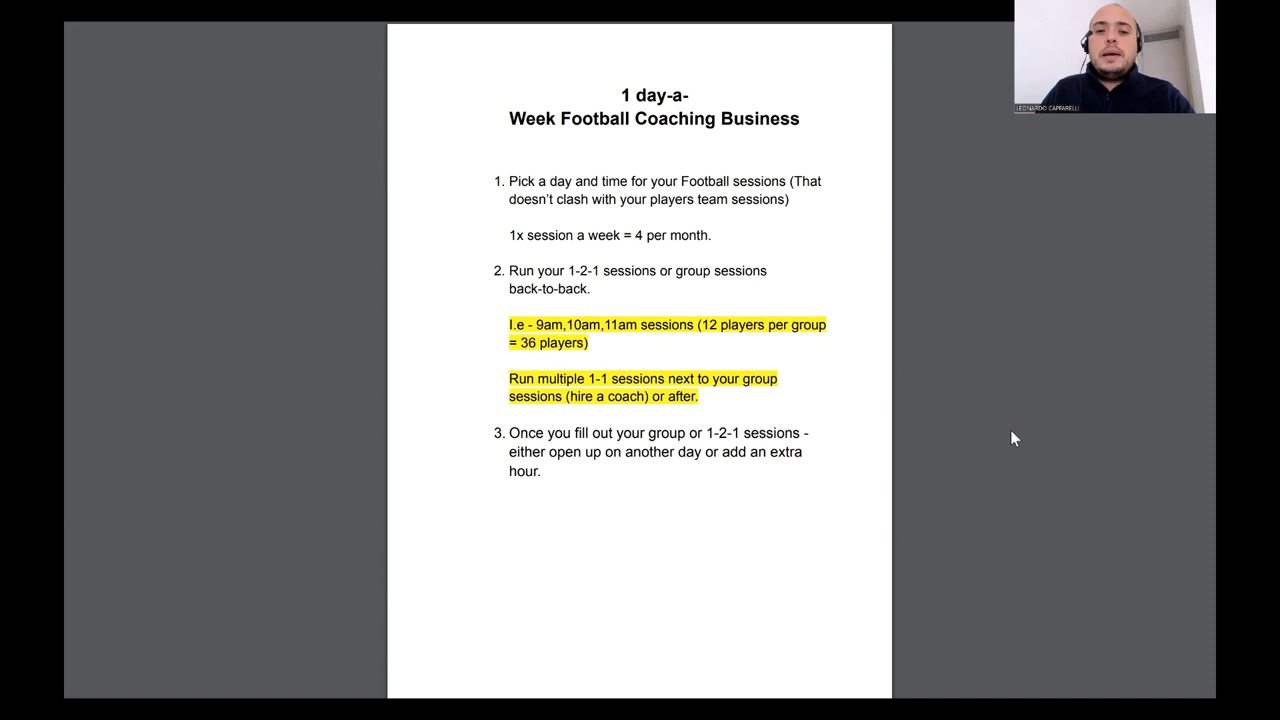 1 day-a-
Week Football Coaching Business
1. Pick a day and time for your Football sessions (That
doesn't clash with your players team sessions)
1x session a week = 4 per month.
2. Run your 1-2-1 sessions or group sessions
back-to-back.
I.e - 9am,10am,11am sessions (12 players per group
= 36 players)
Run multiple 1-1 sessions next to your group
sessions (hire a coach) or after.
3. Once you fill out your group or 1-2-1 sessions -
either open up on another day or add an extra
hour.
LEONARDO CAPPARELLI